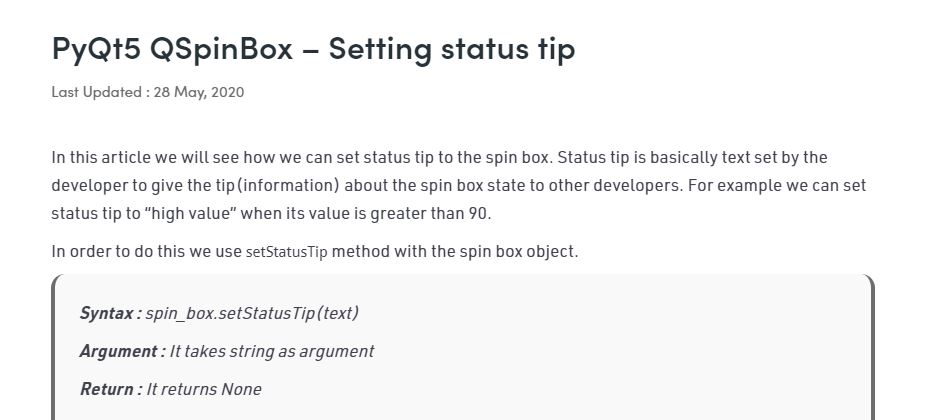 PyQt5 QSpinBox – Setting status tip
Last Updated : 28 May, 2020
In this article we will see how we can set status tip to the spin box. Status tip is basically text set by the
developer to give the tip(information) about the spin box state to other developers. For example we can set
status tip to “high value” when its value is greater than 90.
In order to do this we use setStatusTip method with the spin box object.
Syntax : spin_box.setStatusTip(text)
Argument : It takes string as argument
Return : It returns None